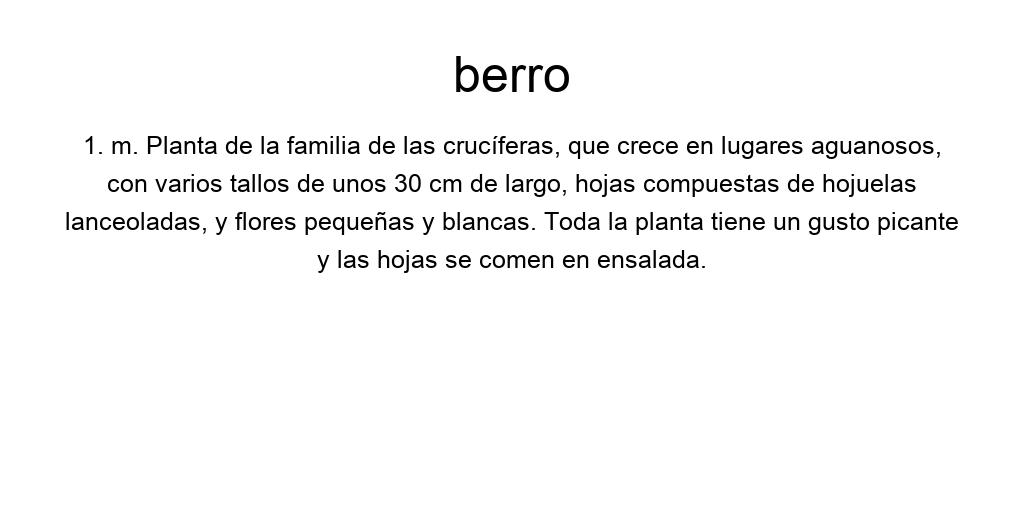 berro
1. m. Planta de la familia de las crucíferas, que crece en lugares aguanosos,
con varios tallos de unos 30 cm de largo, hojas compuestas de hojuelas
lanceoladas, y flores pequeñas y blancas. Toda la planta tiene un gusto picante
y las hojas se comen en ensalada.